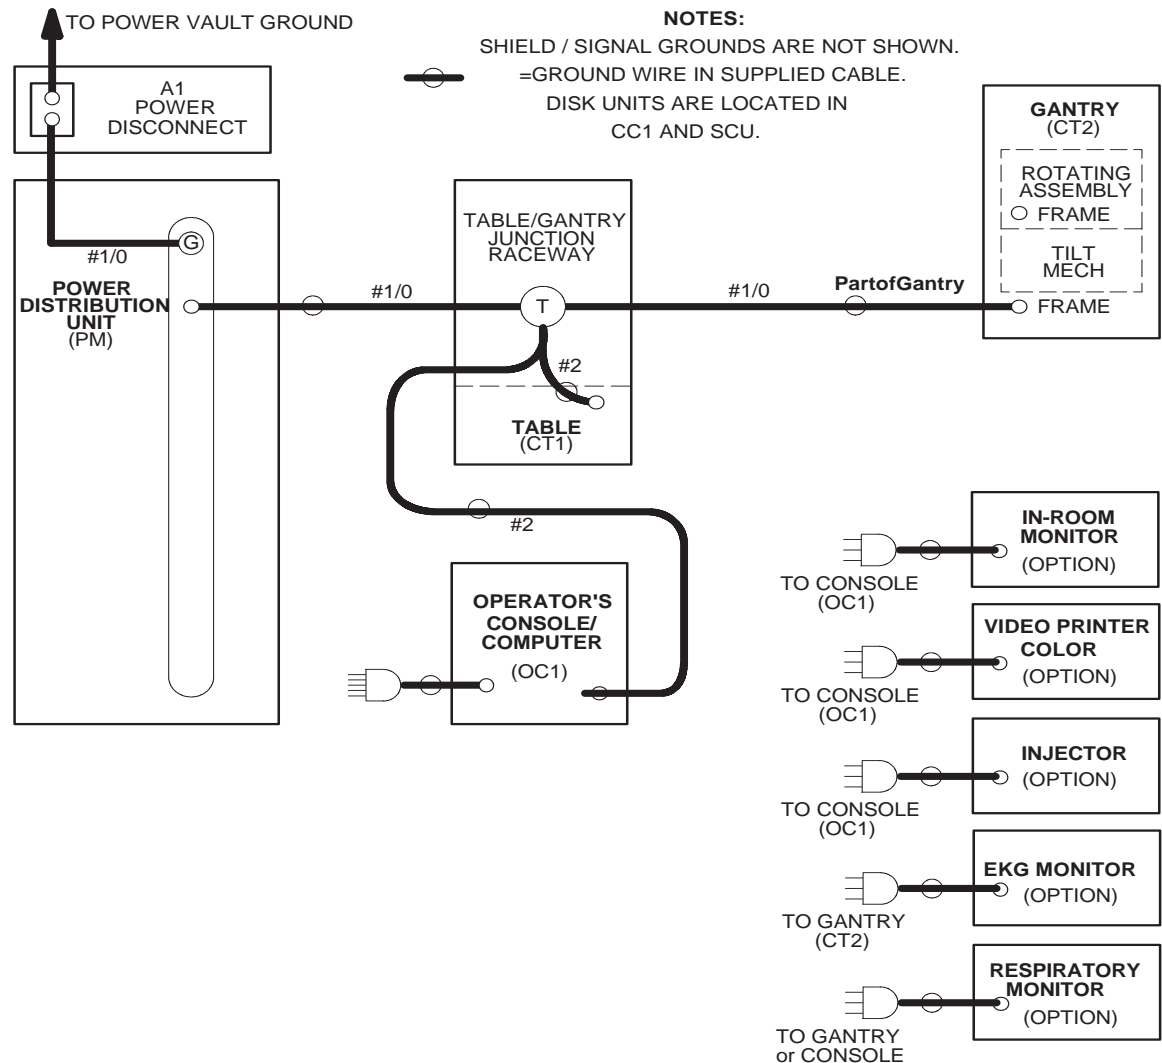 TO POWER VAULT GROUND
NOTES:
SHIELD / SIGNAL GROUNDS ARE NOT SHOWN.
=GROUND WIRE IN SUPPLIED CABLE.
DISK UNITS ARE LOCATED IN
CC1 AND SCU.
A1
POWER
DISCONNECT
GANTRY
(CT2)
ROTATING
ASSEMBLY
FRAME
TILT
MECH
FRAME
TABLE/GANTRY
JUNCTION
RACEWAY
G
#1/0
POWER
DISTRIBUTION
UNIT
(PM)
#1/0
T
#1/0
PartofGantry
#2
TABLE
(CT1)
#2
OPERATOR'S
CONSOLE/
COMPUTER
(OC1)
IN-ROOM
MONITOR
(OPTION)
TO CONSOLE
(OC1)
VIDEO PRINTER
COLOR
(OPTION)
TO CONSOLE
(OC1)
INJECTOR
(OPTION)
TO CONSOLE
(OC1)
EKG MONITOR
(OPTION)
TO GANTRY
(CT2)
RESPIRATORY
MONITOR
(OPTION)
TO GANTRY
or CONSOLE